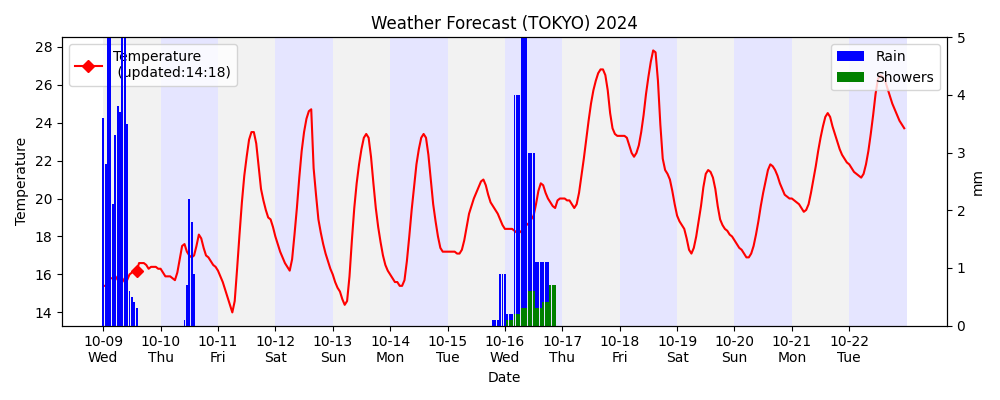 Weather Forecast (TOKYO) 2024
Temperature
(updated:14:18)
Rain
Showers
28
26
24
22
20
18
16
14
Temperature
5
4
3
2
1
0
mm
10-09 10-10 10-11 10-12 10-13 10-14 10-15 10-16 10-17 10-18 10-19 10-20 10-21 10-22
Wed Thu Fri Sat Sun Mon Tue Wed Thu Fri Sat Sun Mon Tue
Date